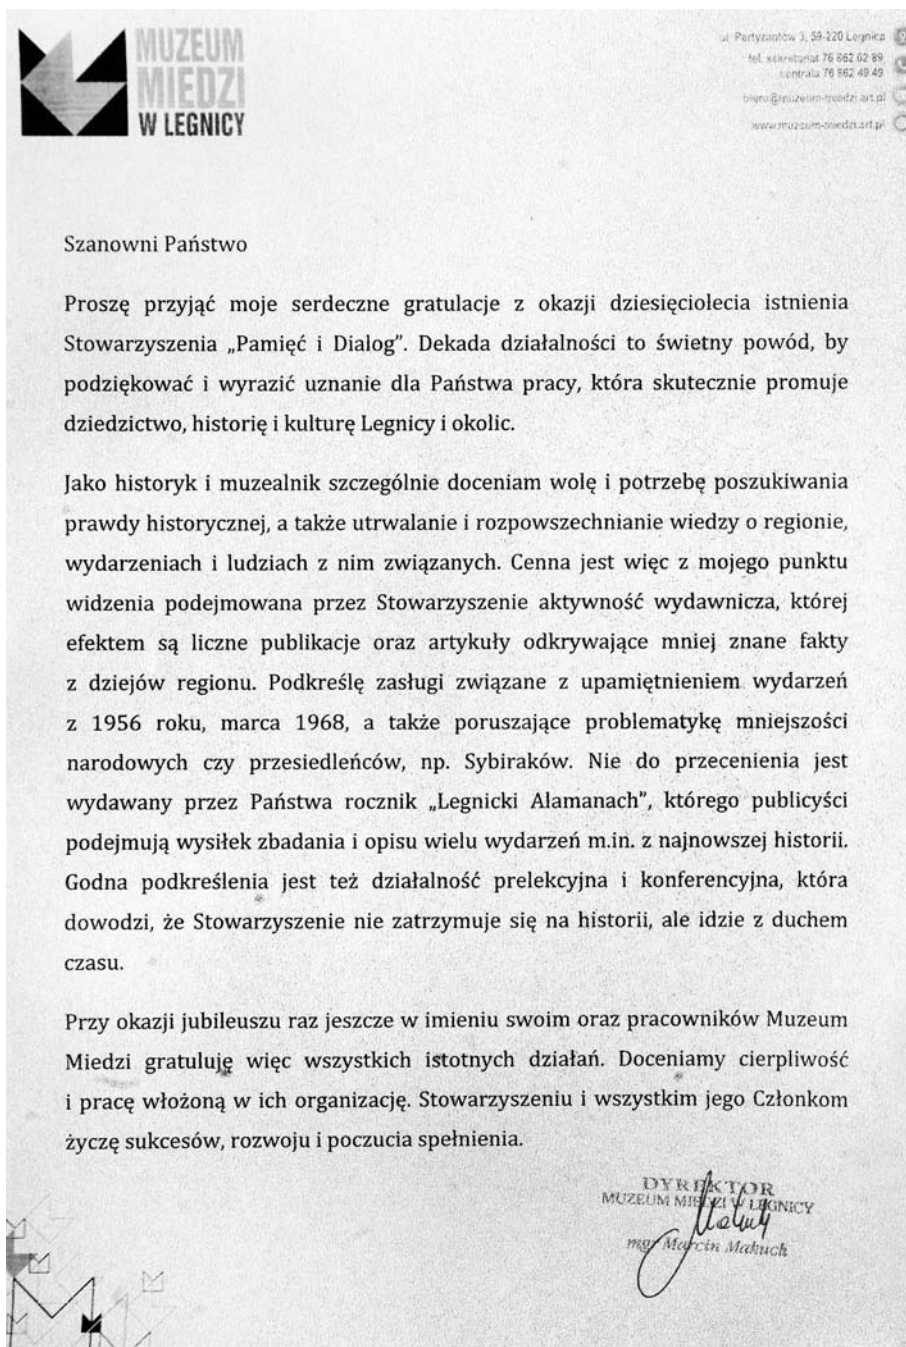 MUZEUM
MIEDZI
W LEGNICY
ul. Partyzantów 3, 59-220 Legnica
tel. sekretariat 76 862 02 89
centrala 76 862 49 49
biuro@muzeum-miedzi.art.pl
www.muzeum-miedzi.art.pl
Szanowni Państwo
Proszę przyjąć moje serdeczne gratulacje z okazji dziesięciolecia istnienia
Stowarzyszenia „Pamięć i Dialog”. Dekada działalności to świetny powód, by
podziękować i wyrazić uznanie dla Państwa pracy, która skutecznie promuje
dziedzictwo, historię i kulturę Legnicy i okolic.
Jako historyk i muzealnik szczególnie doceniam wolę i potrzebę poszukiwania
prawdy historycznej, a także utrwalanie i rozpowszechnianie wiedzy o regionie,
wydarzeniach i ludziach z nim związanych. Cenna jest więc z mojego punktu
widzenia podejmowana przez Stowarzyszenie aktywność wydawnicza, której
efektem są liczne publikacje oraz artykuły odkrywające mniej znane fakty
z dziejów regionu. Podkreślę zasługi związane z upamiętnieniem wydarzeń
z 1956 roku, marca 1968, a także poruszające problematykę mniejszości
narodowych czy przesiedleńców, np. Sybiraków. Nie do przecenienia jest
wydawany przez Państwa rocznik „Legnicki Alamanach”, którego publicyści
podejmują wysiłek zbadania i opisu wielu wydarzeń m.in. z najnowszej historii.
Godna podkreślenia jest też działalność prelekcyjna i konferencyjna, która
dowodzi, że Stowarzyszenie nie zatrzymuje się na historii, ale idzie z duchem
czasu.
Przy okazji jubileuszu raz jeszcze w imieniu swoim oraz pracowników Muzeum
Miedzi gratuluję więc wszystkich istotnych działań. Doceniamy cierpliwość
i pracę włożoną w ich organizację. Stowarzyszeniu i wszystkim jego Członkom
życzę sukcesów, rozwoju i poczucia spełnienia.
DYREKTOR
MUZEUM MIEDZI W LEGNICY
mgr Marcin Makuch